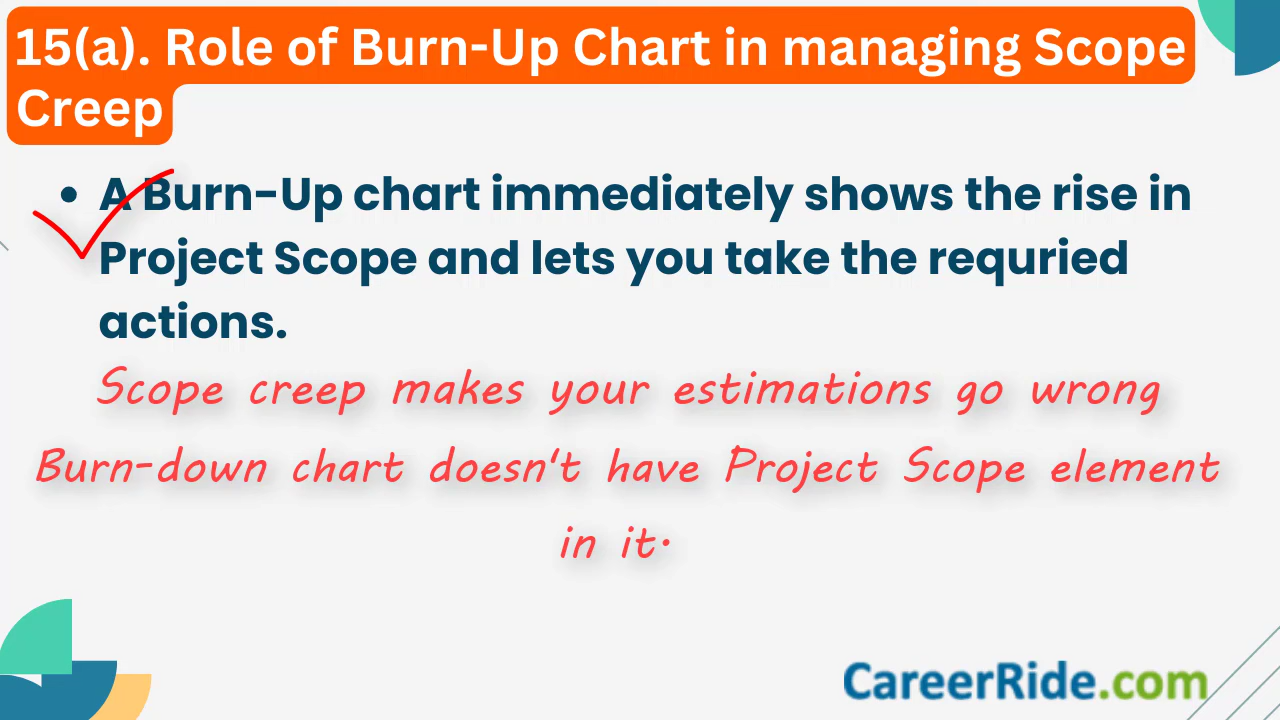 15(a). Role of Burn-Up Chart in managing Scope
Creep
• A Burn-Up chart immediately shows the rise in
Project Scope and lets you take the requried
actions.
Scope creep makes your estimations go wrong
Burn-down chart doesn't have Project Scope element
in it.
CareerRide.com